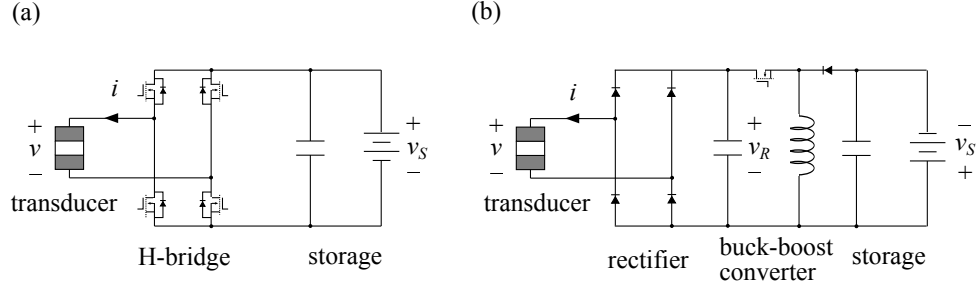 (a)
i
+
v
−
transducer
H-bridge
+
v_S
−
storage
(b)
i
+
v
−
transducer
rectifier
+
v_R
−
buck-boost
converter
−
v_S
+
storage